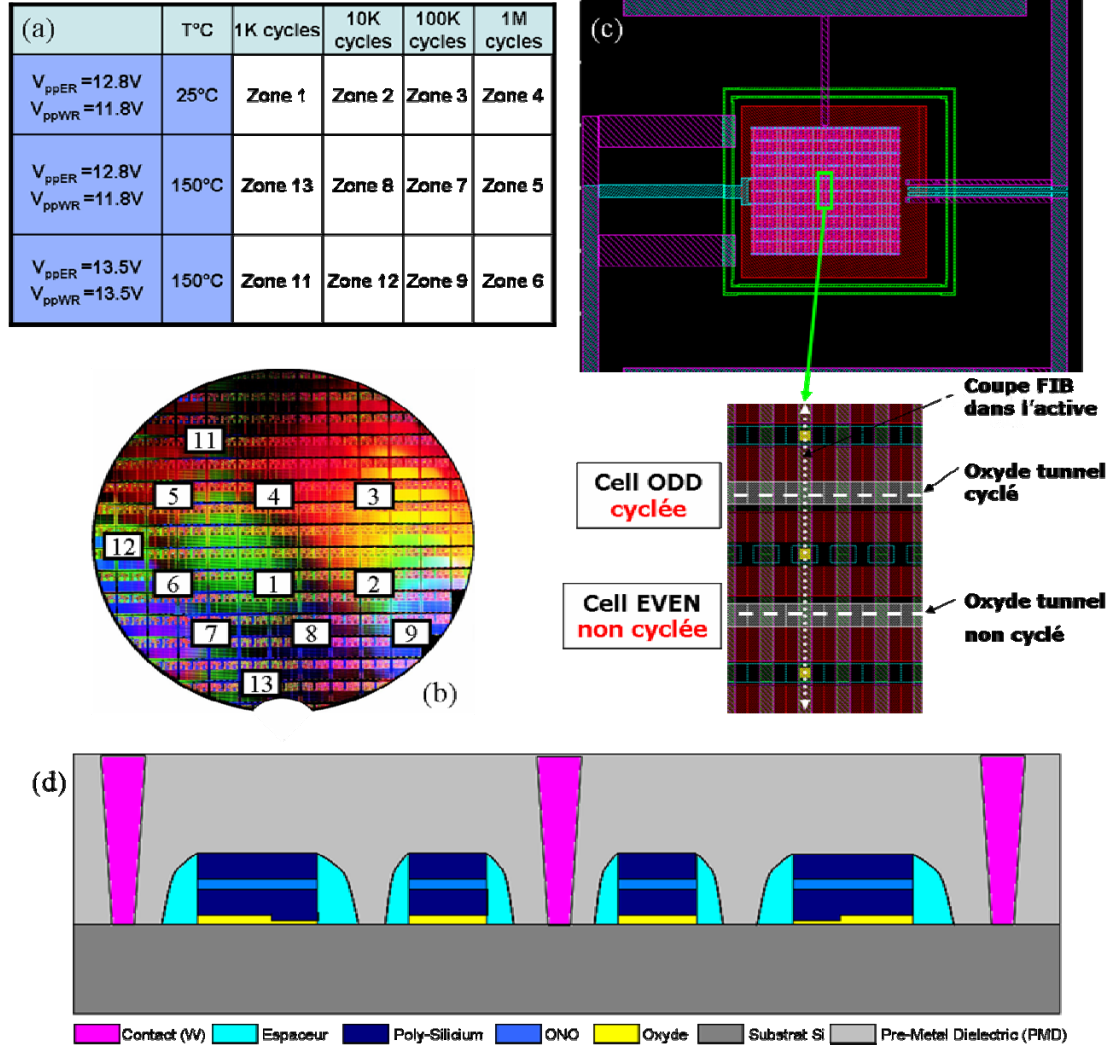 (a)
T°C 1K cycles 10K cycles 100K cycles 1M cycles
VppER =12.8V
VppWR =11.8V
25°C Zone 1 Zone 2 Zone 3 Zone 4
VppER =12.8V
VppWR =11.8V
150°C Zone 13 Zone 8 Zone 7 Zone 5
VppER =13.5V
VppWR =13.5V
150°C Zone 11 Zone 12 Zone 9 Zone 6
(c)
11
5 4 3
12
6 1 2
7 8 9
13
(b)
Coupe FIB
dans l'active
Cell ODD
cyclée
Oxyde tunnel
cyclé
Cell EVEN
non cyclée
Oxyde tunnel
non cyclé
(d)
Contact (W) Espaceur Poly-Silicium ONO Oxyde Substrat Si Pre-Metal Dielectric (PMD)